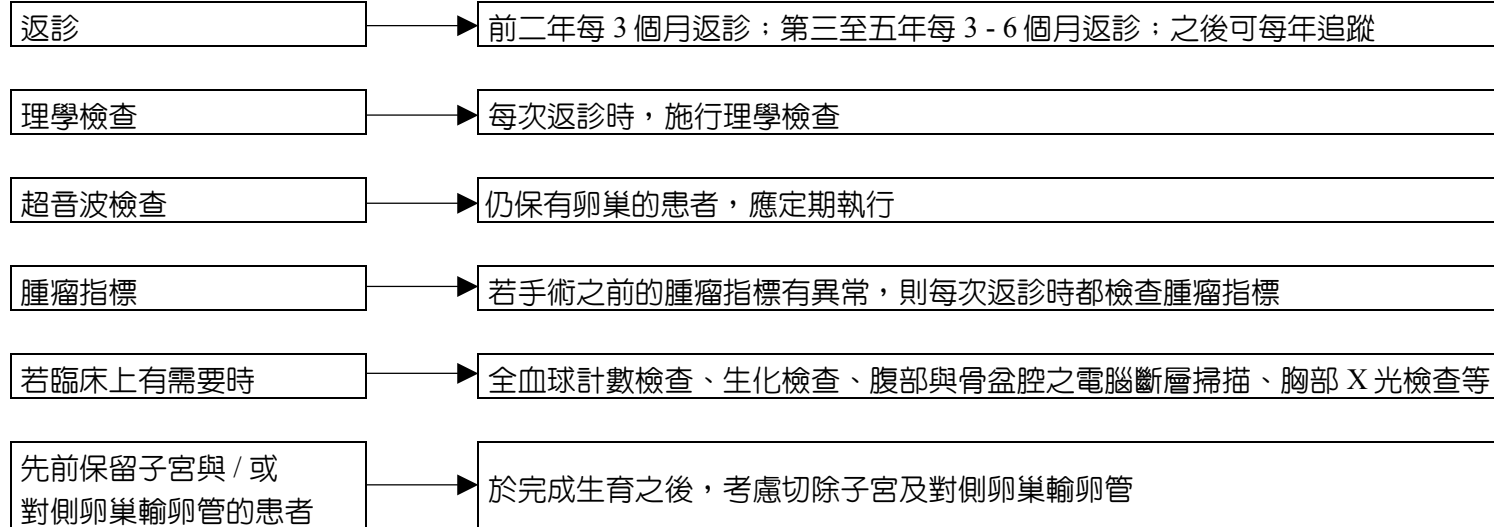 返診
前二年每 3 個月返診；第三至五年每 3 - 6 個月返診；之後可每年追蹤
理學檢查
每次返診時，施行理學檢查
超音波檢查
仍保有卵巢的患者，應定期執行
腫瘤指標
若手術之前的腫瘤指標有異常，則每次返診時都檢查腫瘤指標
若臨床上有需要時
全血球計數檢查、生化檢查、腹部與骨盆腔之電腦斷層掃描、胸部 X 光檢查等
先前保留子宮與 / 或
對側卵巢輸卵管的患者
於完成生育之後，考慮切除子宮及對側卵巢輸卵管